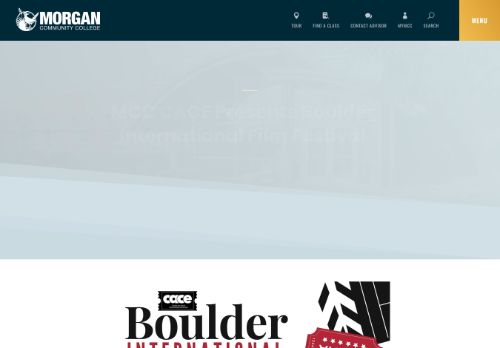 MORGAN
COMMUNITY COLLEGE
TOUR
FIND A CLASS
CONTACT ADVISOR
MYMCC
SEARCH
MENU
MCC CACE Presents Boulder
International Film Festival
cace
Boulder
INTERNATIONAL